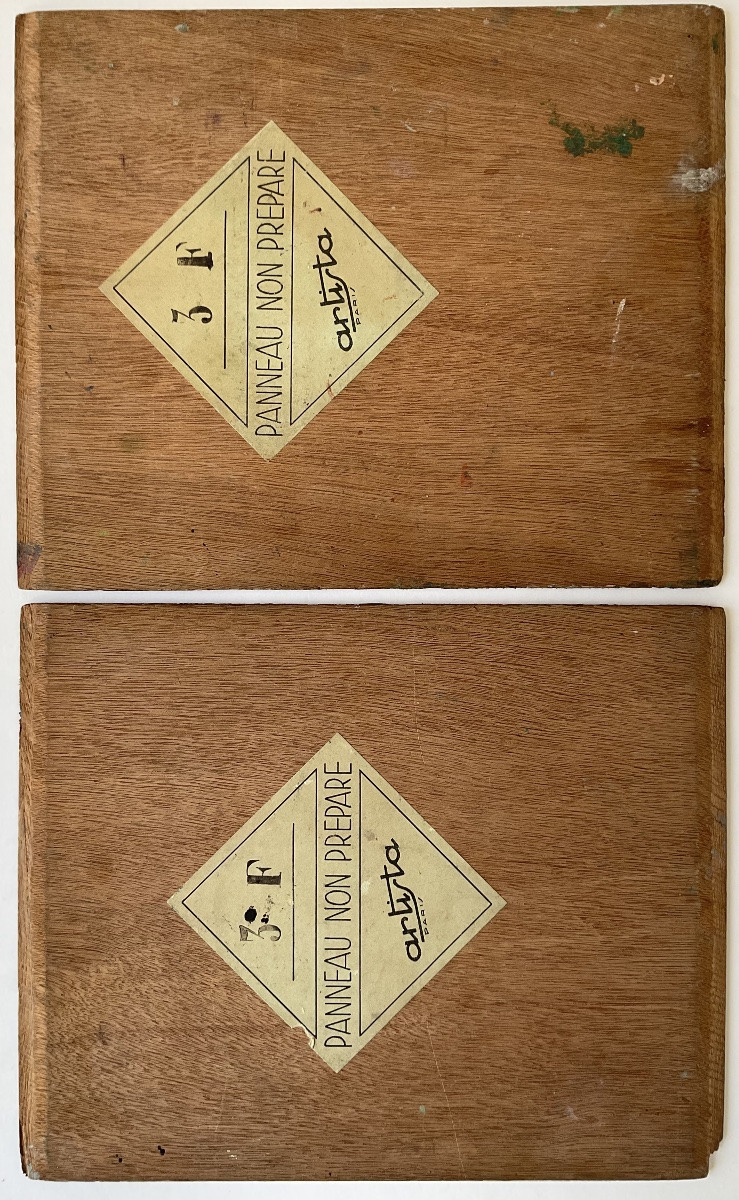 3 F
PANNEAU NON PREPARE
artista
PARIS
3 F
PANNEAU NON PREPARE
artista
PARIS